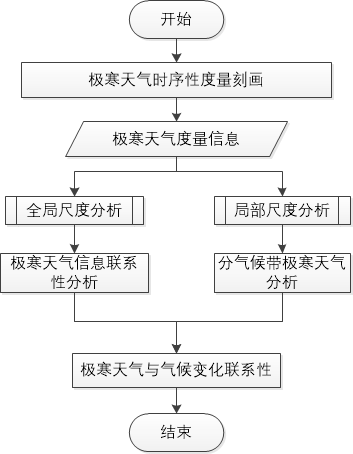 开始
极寒天气时序性度量刻画
极寒天气度量信息
全局尺度分析
局部尺度分析
极寒天气信息联系
性分析
分气候带极寒天气
分析
极寒天气与气候变化联系性
结束